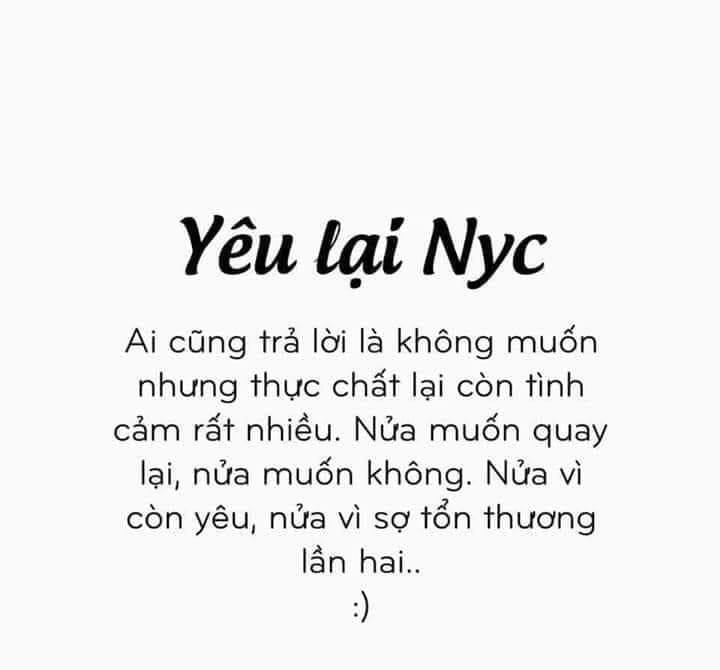 Yêu lại Nyc
Ai cũng trả lời là không muốn
nhưng thực chất lại còn tình
cảm rất nhiều. Nửa muốn quay
lại, nửa muốn không. Nửa vì
còn yêu, nửa vì sợ tổn thương
lần hai..
:)